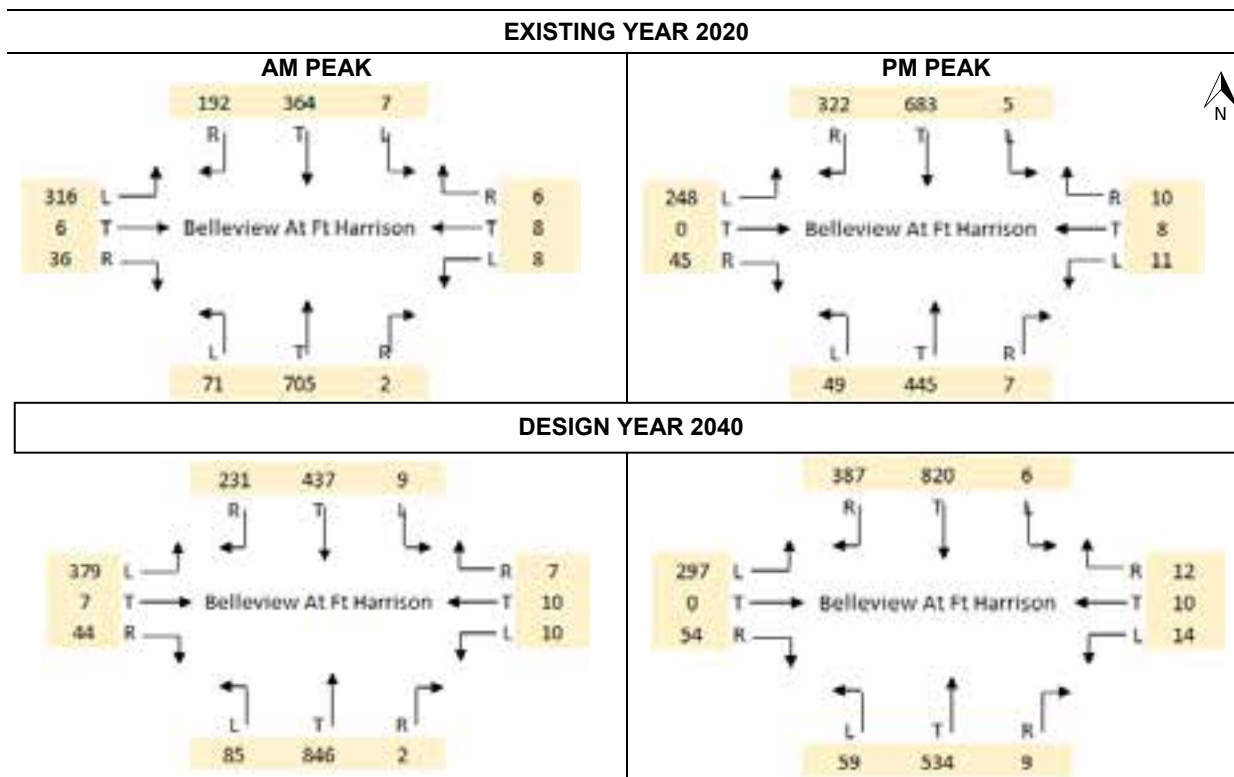 EXISTING YEAR 2020
AM PEAK
192 364 7
R T L
316 L R 6
6 T Belleview At Ft Harrison T 8
36 R L 8
L T R
71 705 2
PM PEAK
N
322 683 5
R T L
248 L R 10
0 T Belleview At Ft Harrison T 8
45 R L 11
L T R
49 445 7
DESIGN YEAR 2040
231 437 9
R T L
379 L R 7
7 T Belleview At Ft Harrison T 10
44 R L 10
L T R
85 846 2
387 820 6
R T L
297 L R 12
0 T Belleview At Ft Harrison T 10
54 R L 14
L T R
59 534 9